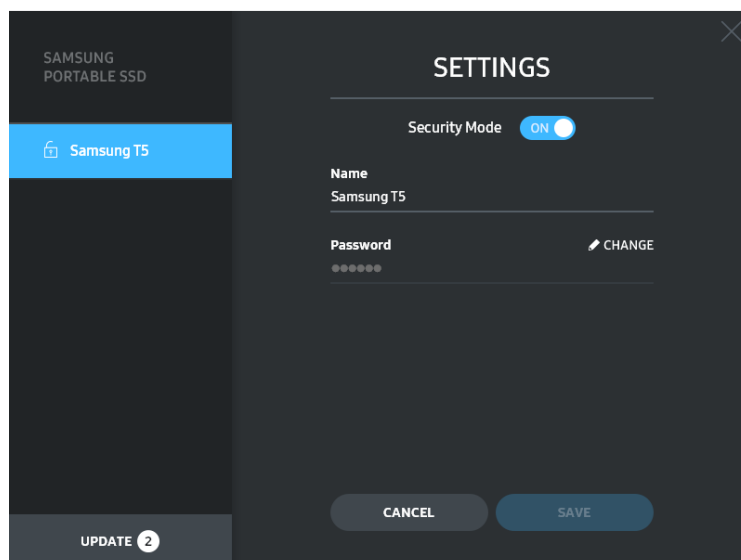 SAMSUNG
PORTABLE SSD
Samsung T5
UPDATE 2
SETTINGS
Security Mode ON
Name
Samsung T5
Password CHANGE
●●●●●●
CANCEL SAVE